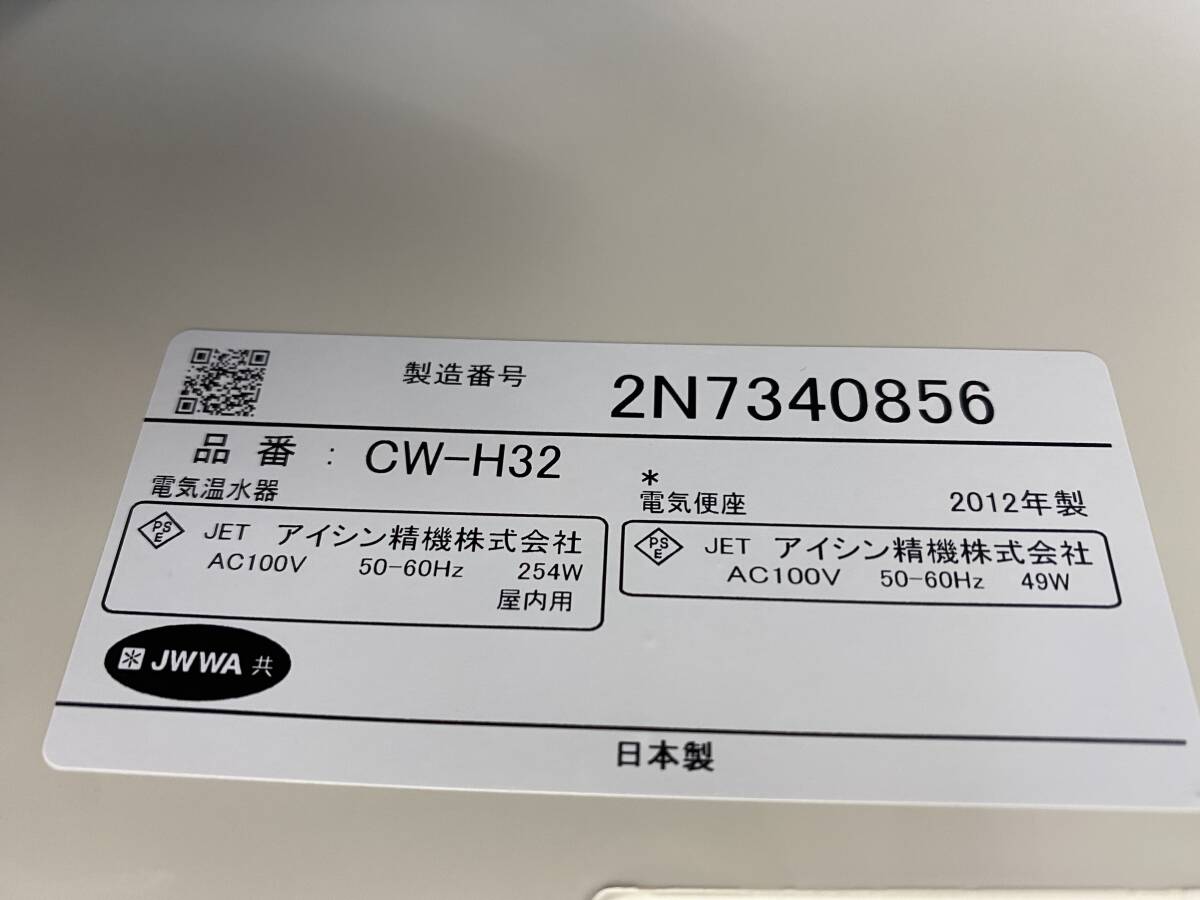 製造番号 2N7340856
品番 : CW-H32
電気温水器
PSE JET アイシン精機株式会社
AC100V 50-60Hz 254W
屋内用
*
電気便座 2012年製
PSE JET アイシン精機株式会社
AC100V 50-60Hz 49W
JWWA 共
日本製